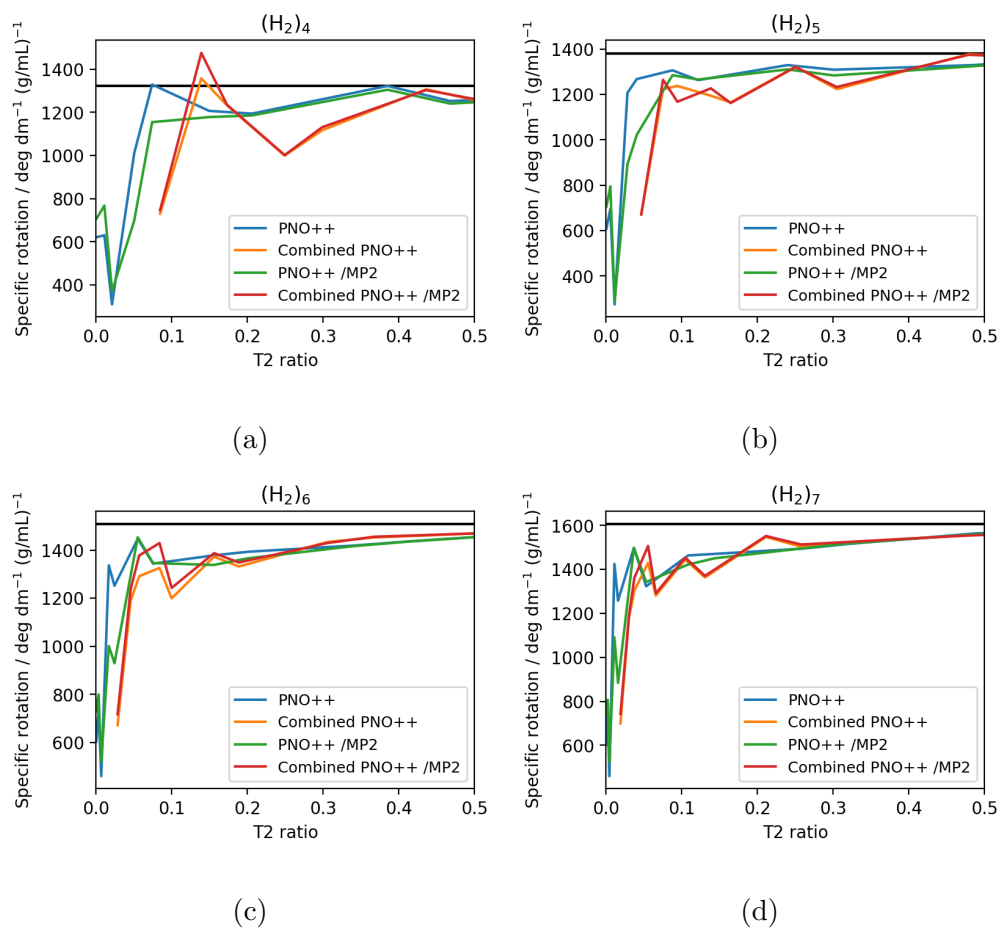 (H₂)₄
Specific rotation / deg dm⁻¹ (g/mL)⁻¹
1400
1200
1000
800
600
400
PNO++
Combined PNO++
PNO++ /MP2
Combined PNO++ /MP2
0.0 0.1 0.2 0.3 0.4 0.5
T2 ratio
(a)
(H₂)₅
Specific rotation / deg dm⁻¹ (g/mL)⁻¹
1400
1200
1000
800
600
400
PNO++
Combined PNO++
PNO++ /MP2
Combined PNO++ /MP2
0.0 0.1 0.2 0.3 0.4 0.5
T2 ratio
(b)
(H₂)₆
Specific rotation / deg dm⁻¹ (g/mL)⁻¹
1400
1200
1000
800
600
PNO++
Combined PNO++
PNO++ /MP2
Combined PNO++ /MP2
0.0 0.1 0.2 0.3 0.4 0.5
T2 ratio
(c)
(H₂)₇
Specific rotation / deg dm⁻¹ (g/mL)⁻¹
1600
1400
1200
1000
800
600
PNO++
Combined PNO++
PNO++ /MP2
Combined PNO++ /MP2
0.0 0.1 0.2 0.3 0.4 0.5
T2 ratio
(d)